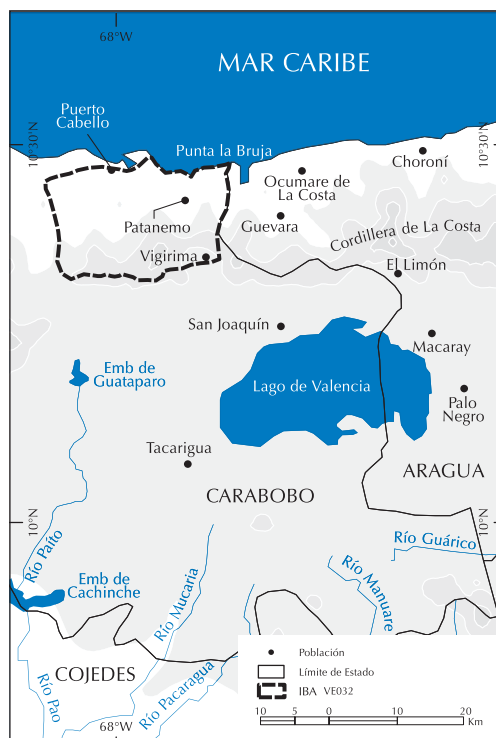 68°W
MAR CARIBE
Puerto
Cabello
10°30'N
10°30'N
Punta la Bruja
Choroní
Ocumare de
La Costa
Patanemo
Guevara
Cordillera de La Costa
Vigirima
El Limón
San Joaquín
Macaray
Emb de
Guataparo
Lago de Valencia
Palo
Negro
Tacarigua
ARAGUA
CARABOBO
10°N
10°N
Río Guárico
Río Paíto
Emb de
Cachinche
Río Mucaria
Río Manuare
COJEDES
Río Pao
Río Pacaragua
68°W
Población
Límite de Estado
IBA VE032
10 5 0 10 20
Km